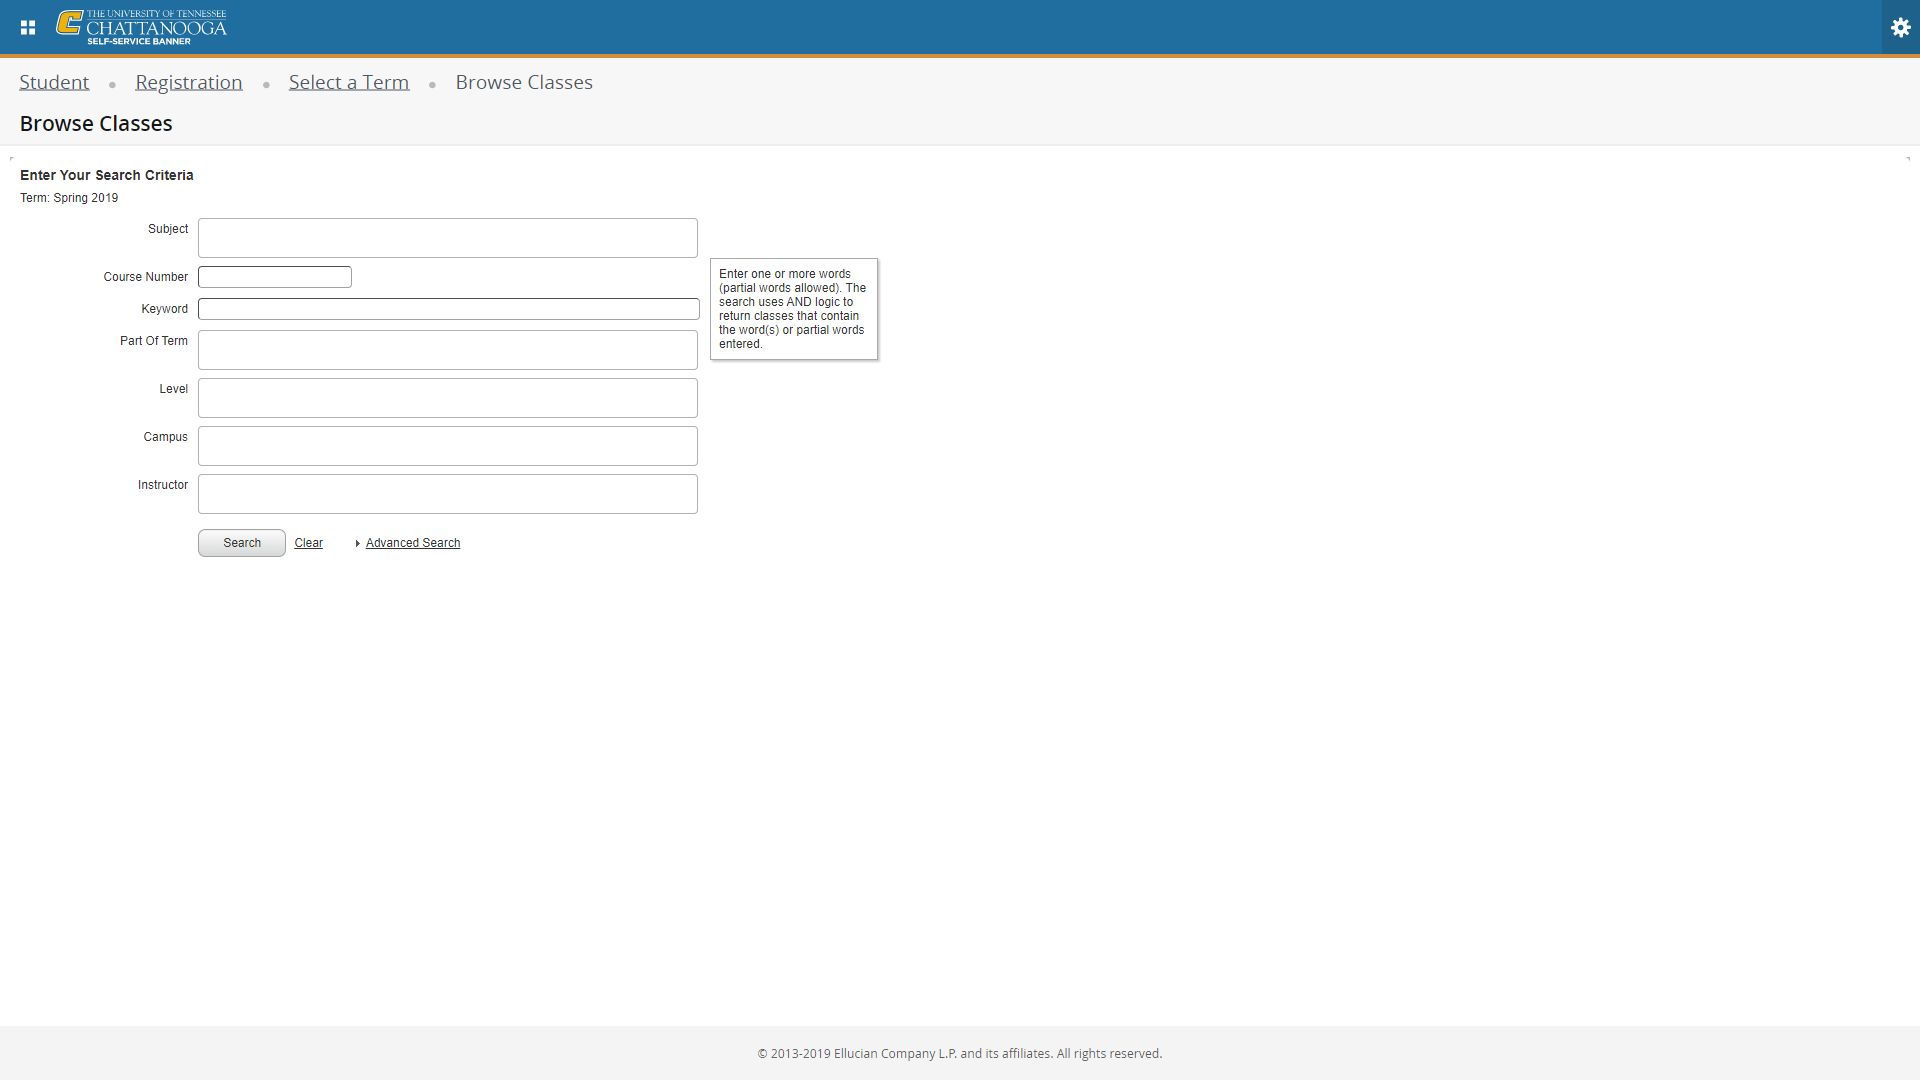 THE UNIVERSITY OF TENNESSEE
CHATTANOOGA
SELF-SERVICE BANNER
Student • Registration • Select a Term • Browse Classes
Browse Classes
Enter Your Search Criteria
Term: Spring 2019
Subject
Course Number
Keyword
Enter one or more words
(partial words allowed). The
search uses AND logic to
return classes that contain
the word(s) or partial words
entered.
Part Of Term
Level
Campus
Instructor
Search Clear Advanced Search
© 2013-2019 Ellucian Company L.P. and its affiliates. All rights reserved.